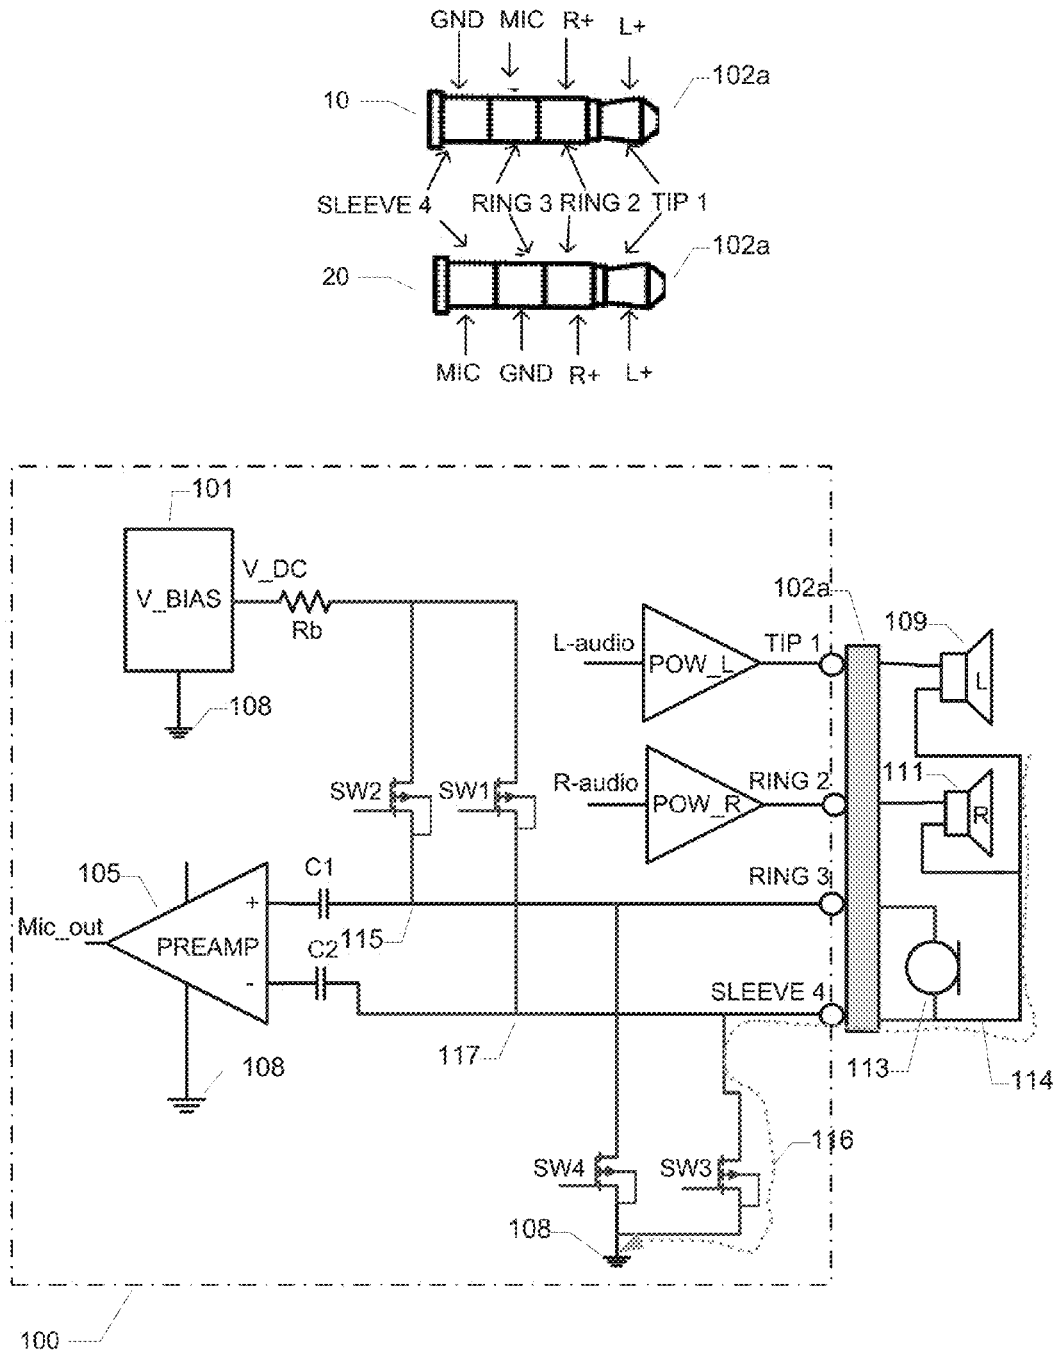 GND MIC R+ L+
102a
10
SLEEVE 4 RING 3 RING 2 TIP 1
102a
20
MIC GND R+ L+
101
V_DC
V_BIAS
Rb
108
102a
109
L-audio
POW_L
TIP 1
L
SW2
SW1
R-audio
POW_R
RING 2
111
R
105
C1
RING 3
Mic_out
+
PREAMP
-
115
C2
SLEEVE 4
117
108
113
114
116
SW4
SW3
108
100